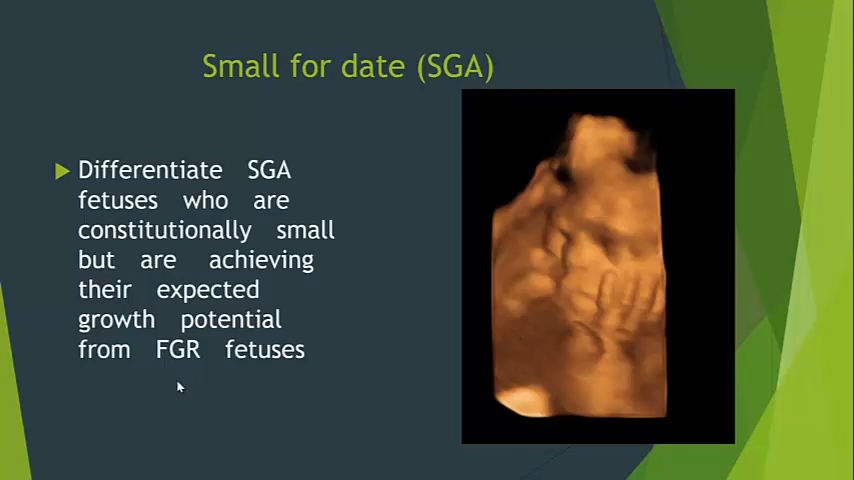 Small for date (SGA)
Differentiate SGA
fetuses who are
constitutionally small
but are achieving
their expected
growth potential
from FGR fetuses